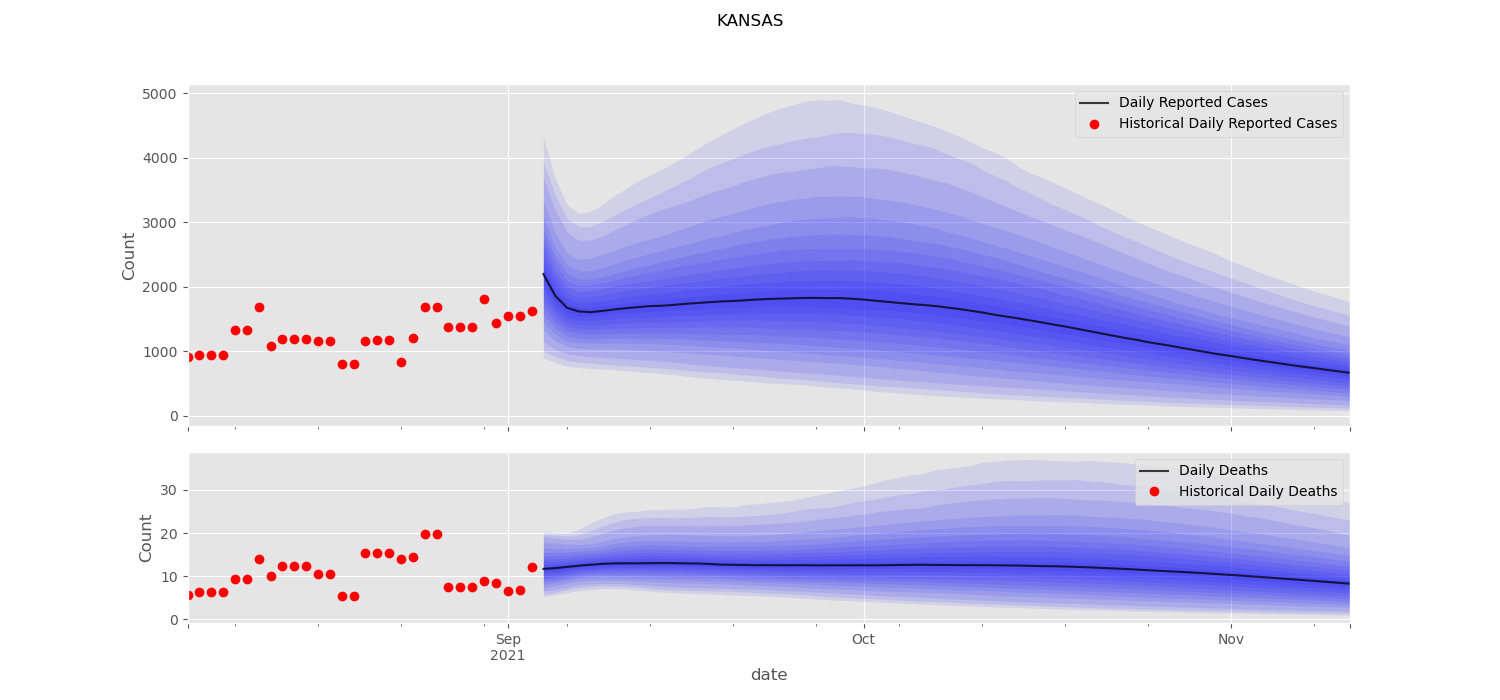 KANSAS
5000
4000
3000
2000
1000
0
Count
Daily Reported Cases
Historical Daily Reported Cases
30
20
10
0
Count
Daily Deaths
Historical Daily Deaths
Sep
2021
Oct
Nov
date